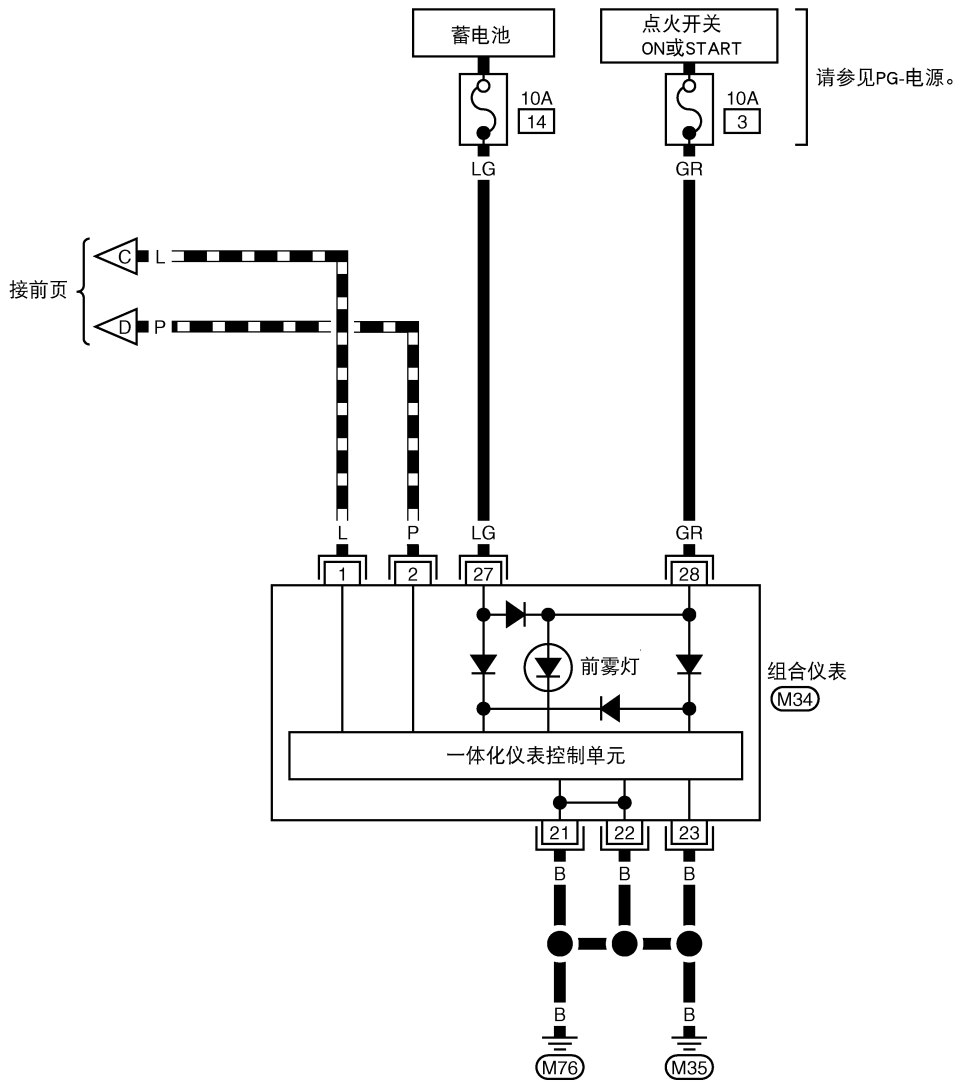 蓄电池
点火开关
ON或START
请参见PG-电源。
10A
14
10A
3
LG
GR
接前页
C L
D P
L
P
LG
GR
1
2
27
28
前雾灯
组合仪表
M34
一体化仪表控制单元
21
22
23
B
B
B
B
B
M76
M35